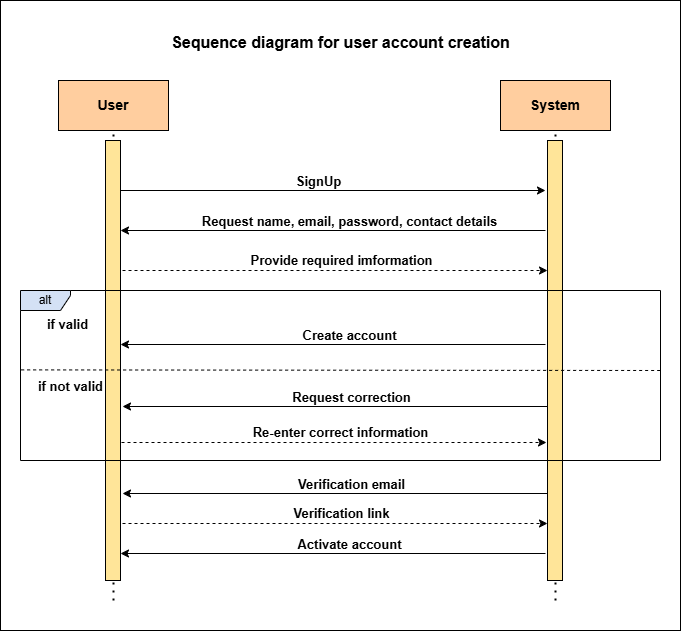 Sequence diagram for user account creation
User
System
SignUp
Request name, email, password, contact details
Provide required imformation
alt
if valid
Create account
if not valid
Request correction
Re-enter correct information
Verification email
Verification link
Activate account